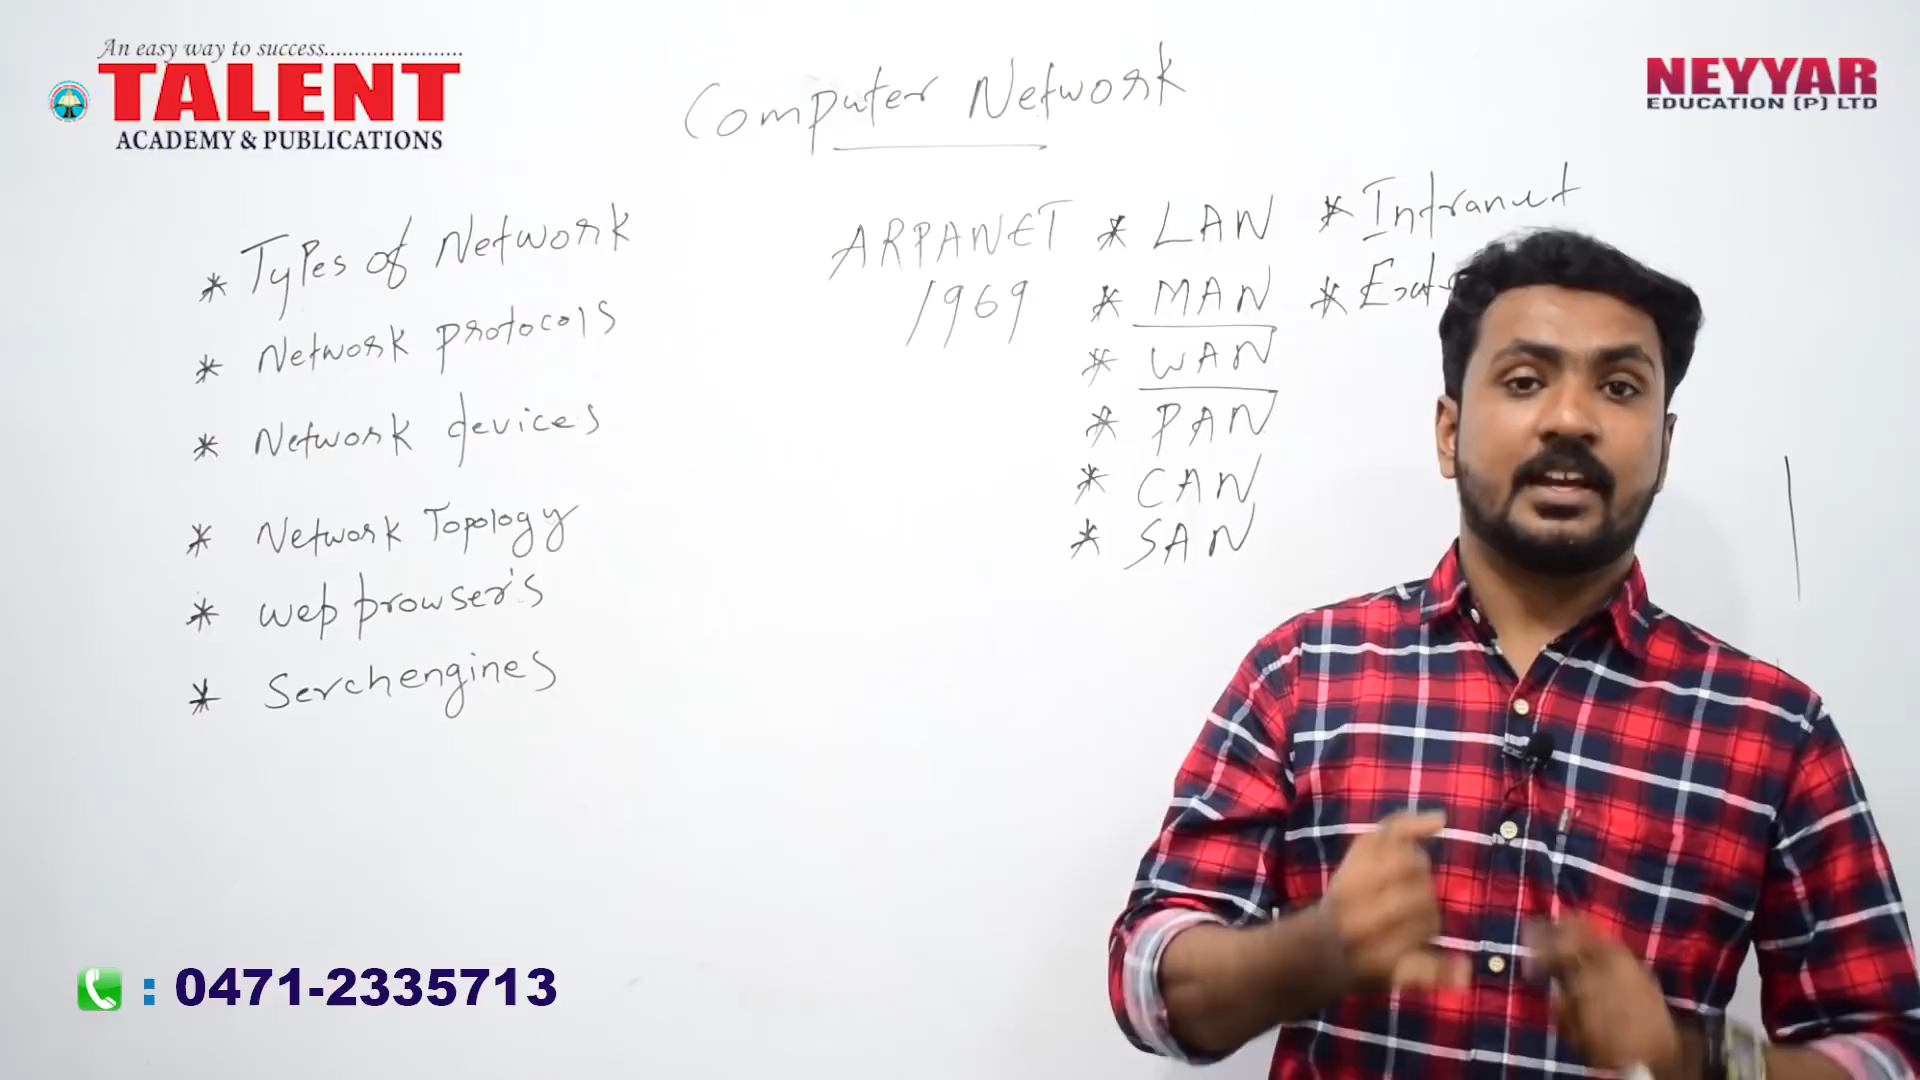 An easy way to success.......................
TALENT
ACADEMY & PUBLICATIONS
NEYYAR
EDUCATION (P) LTD
Computer Network
* Types of Network
* Network protocols
* Network devices
* Network Topology
* web browser's
* Serchengines
ARPANET
1969
* LAN
* MAN
* WAN
* PAN
* CAN
* SAN
* Intranet
*
: 0471-2335713